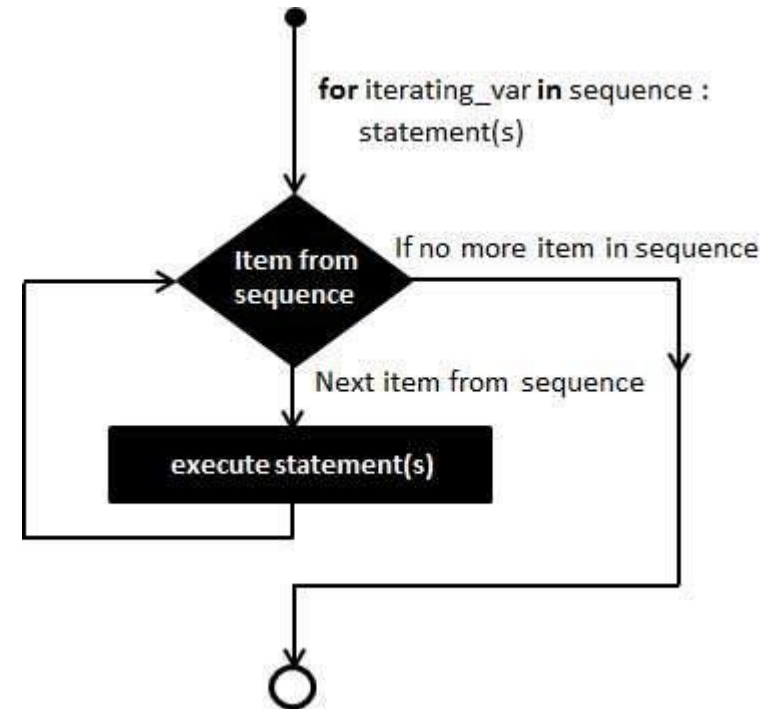 for iterating_var in sequence :
statement(s)
If no more item in sequence
Item from
sequence
Next item from sequence
execute statement(s)